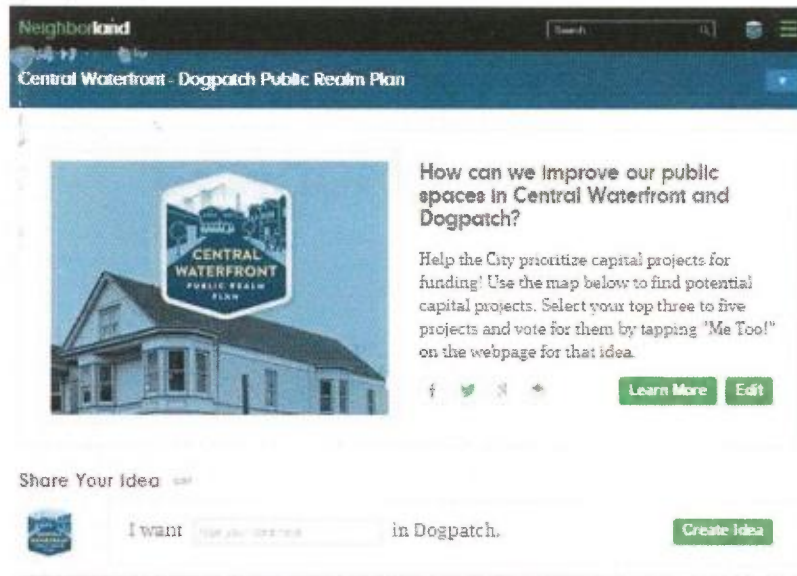 Neighborland
Search
Central Waterfront - Dogpatch Public Realm Plan
CENTRAL
WATERFRONT
PUBLIC REALM
PLAN
How can we improve our public
spaces in Central Waterfront and
Dogpatch?
Help the City prioritize capital projects for
funding! Use the map below to find potential
capital projects. Select your top three to five
projects and vote for them by tapping "Me Too!"
on the webpage for that idea.
Learn More Edit
Share Your Idea
I want in Dogpatch.
Create Idea